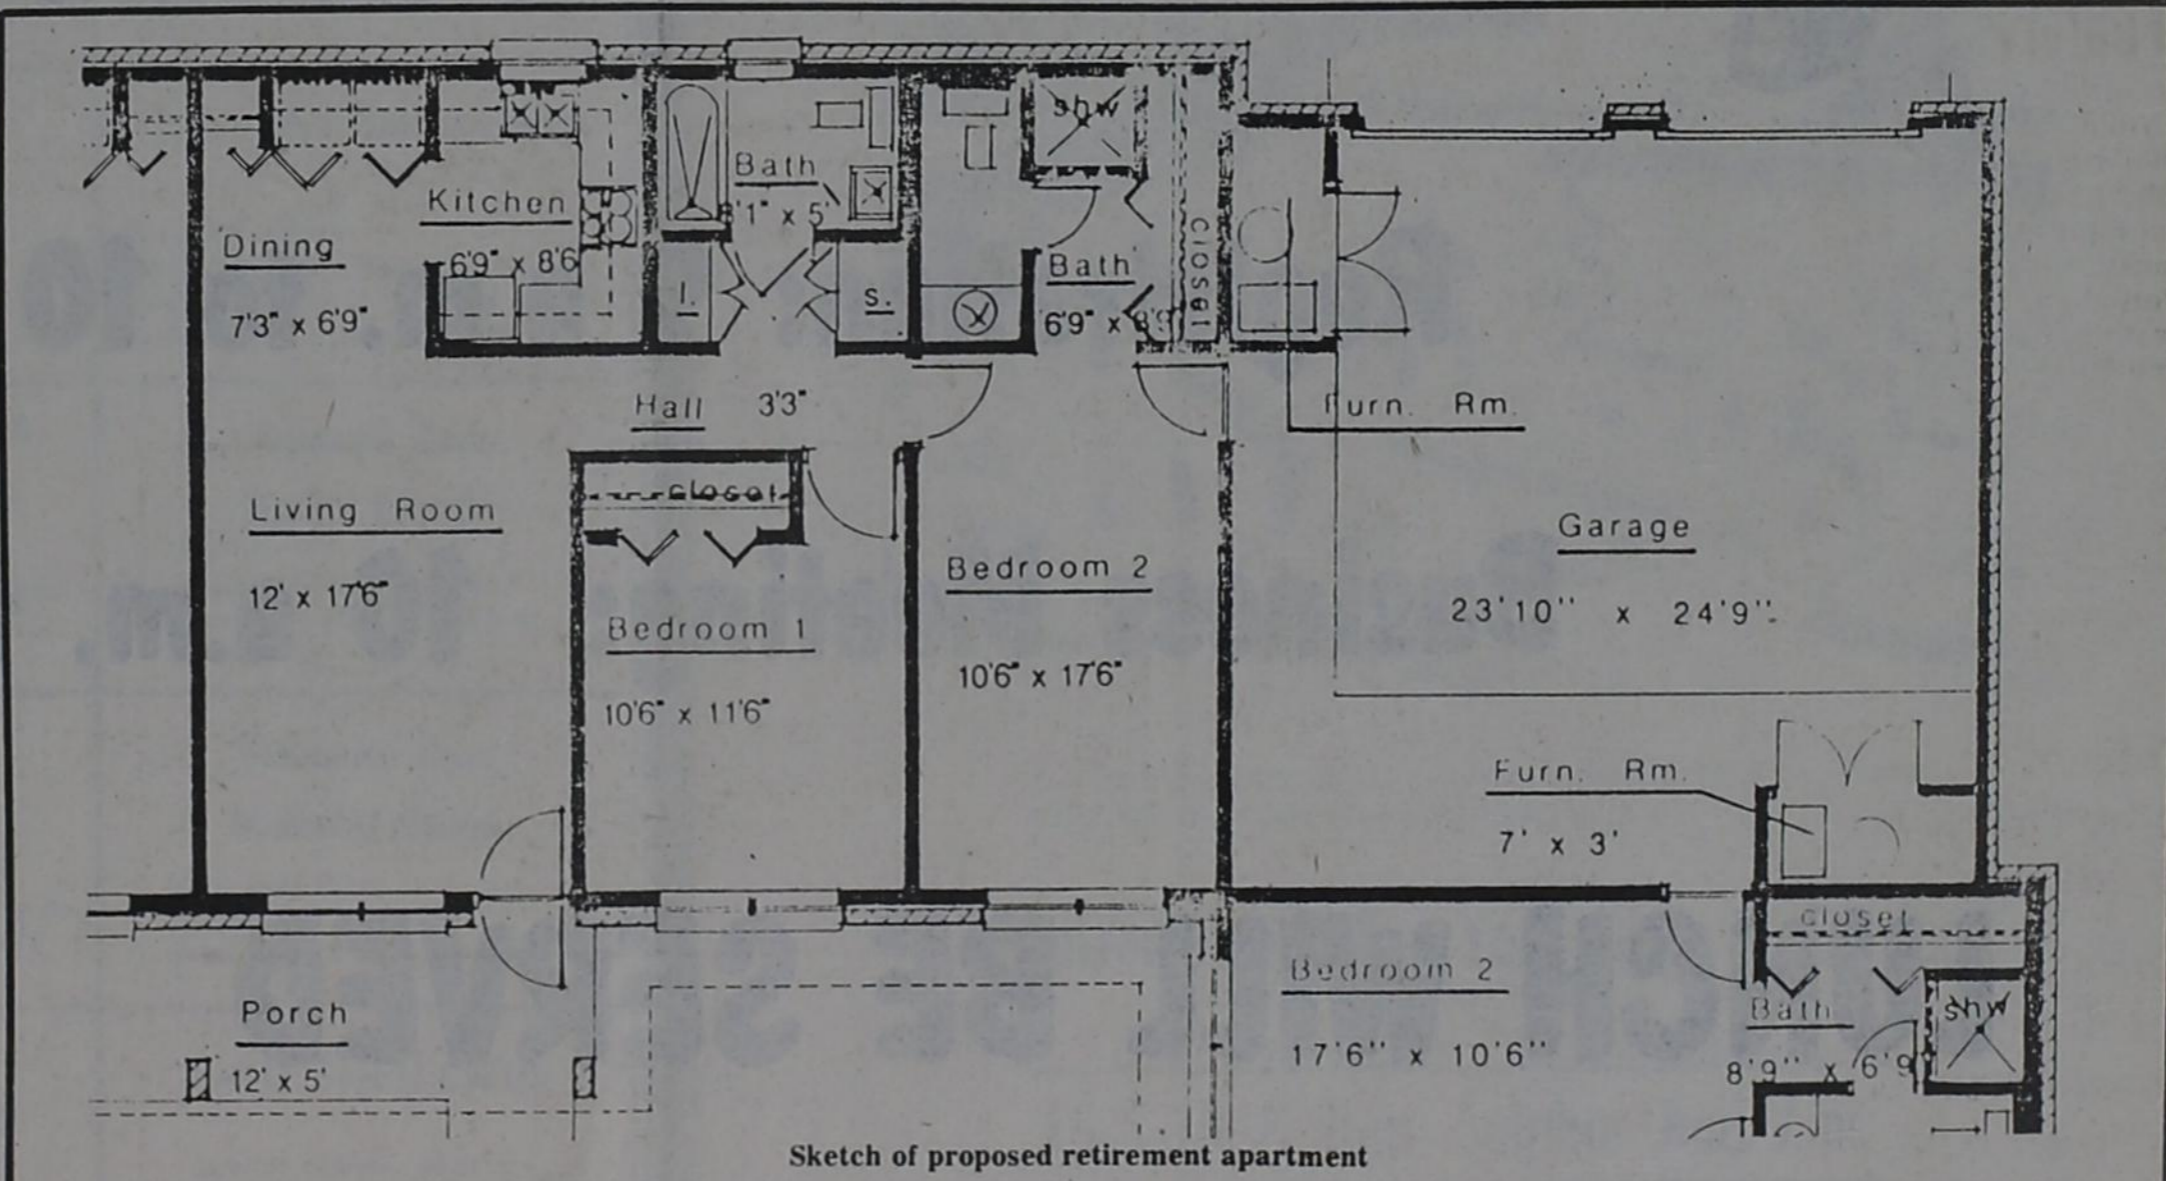 shw
Bath
'1" x 5'
Kitchen
6'9" x 8'6
Dining
7'3" x 6'9"
closet
Bath
6'9" x 8'9"
l.
s.
Hall 3'3"
Furn. Rm.
closet
Living Room
12' x 17'6"
Bedroom 1
10'6" x 11'6"
Bedroom 2
10'6" x 17'6"
Garage
23'10'' x 24'9''
Furn. Rm.
7' x 3'
closet
Bedroom 2
17'6'' x 10'6''
Bath
8'9'' x 6'9
shw
Porch
12' x 5'
Sketch of proposed retirement apartment